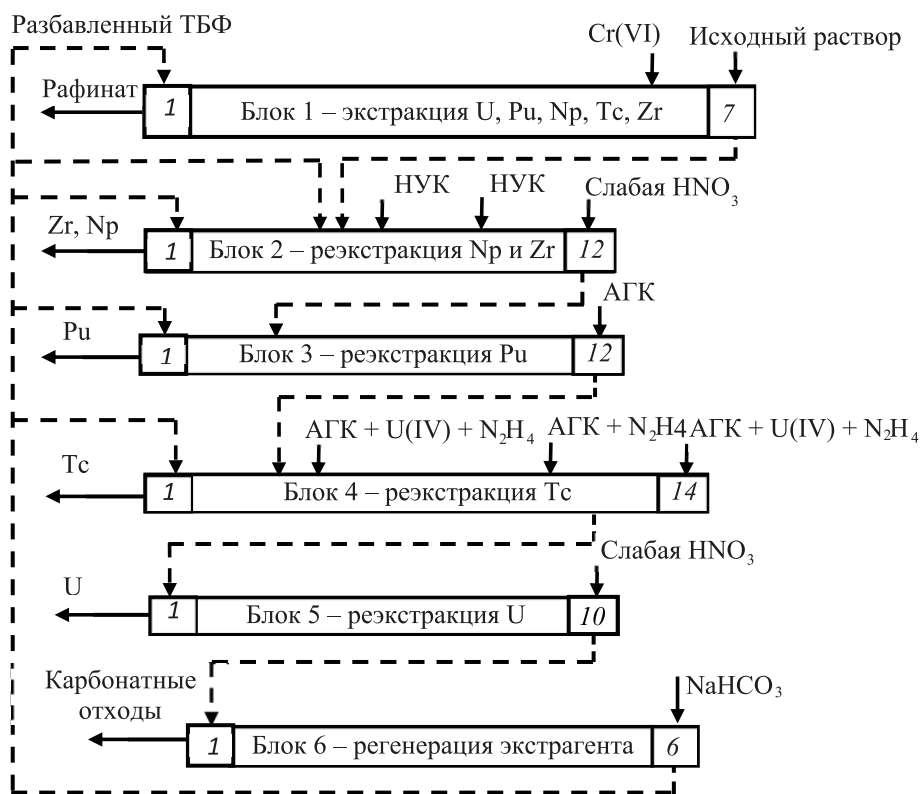 Разбавленный ТБФ
Cr(VI)
Исходный раствор
Рафинат
1
Блок 1 – экстракция U, Pu, Np, Tc, Zr
7
НУК
НУК
Слабая HNO₃
Zr, Np
1
Блок 2 – реэкстракция Np и Zr
12
АГК
Pu
1
Блок 3 – реэкстракция Pu
12
АГК + U(IV) + N₂H₄
АГК + N₂H4
АГК + U(IV) + N₂H₄
Tc
1
Блок 4 – реэкстракция Tc
14
Слабая HNO₃
U
1
Блок 5 – реэкстракция U
10
Карбонатные
отходы
NaHCO₃
1
Блок 6 – регенерация экстрагента
6